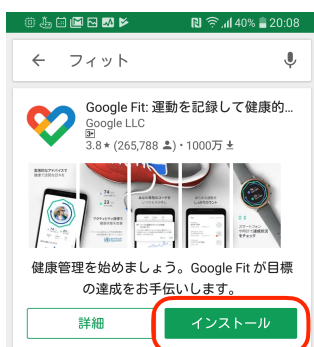 40% 20:08
フィット
Google Fit: 運動を記録して健康的...
Google LLC
3+
3.8★ (265,788 ) • 1000万
健康管理を始めましょう。Google Fit が目標
の達成をお手伝いします。
詳細
インストール